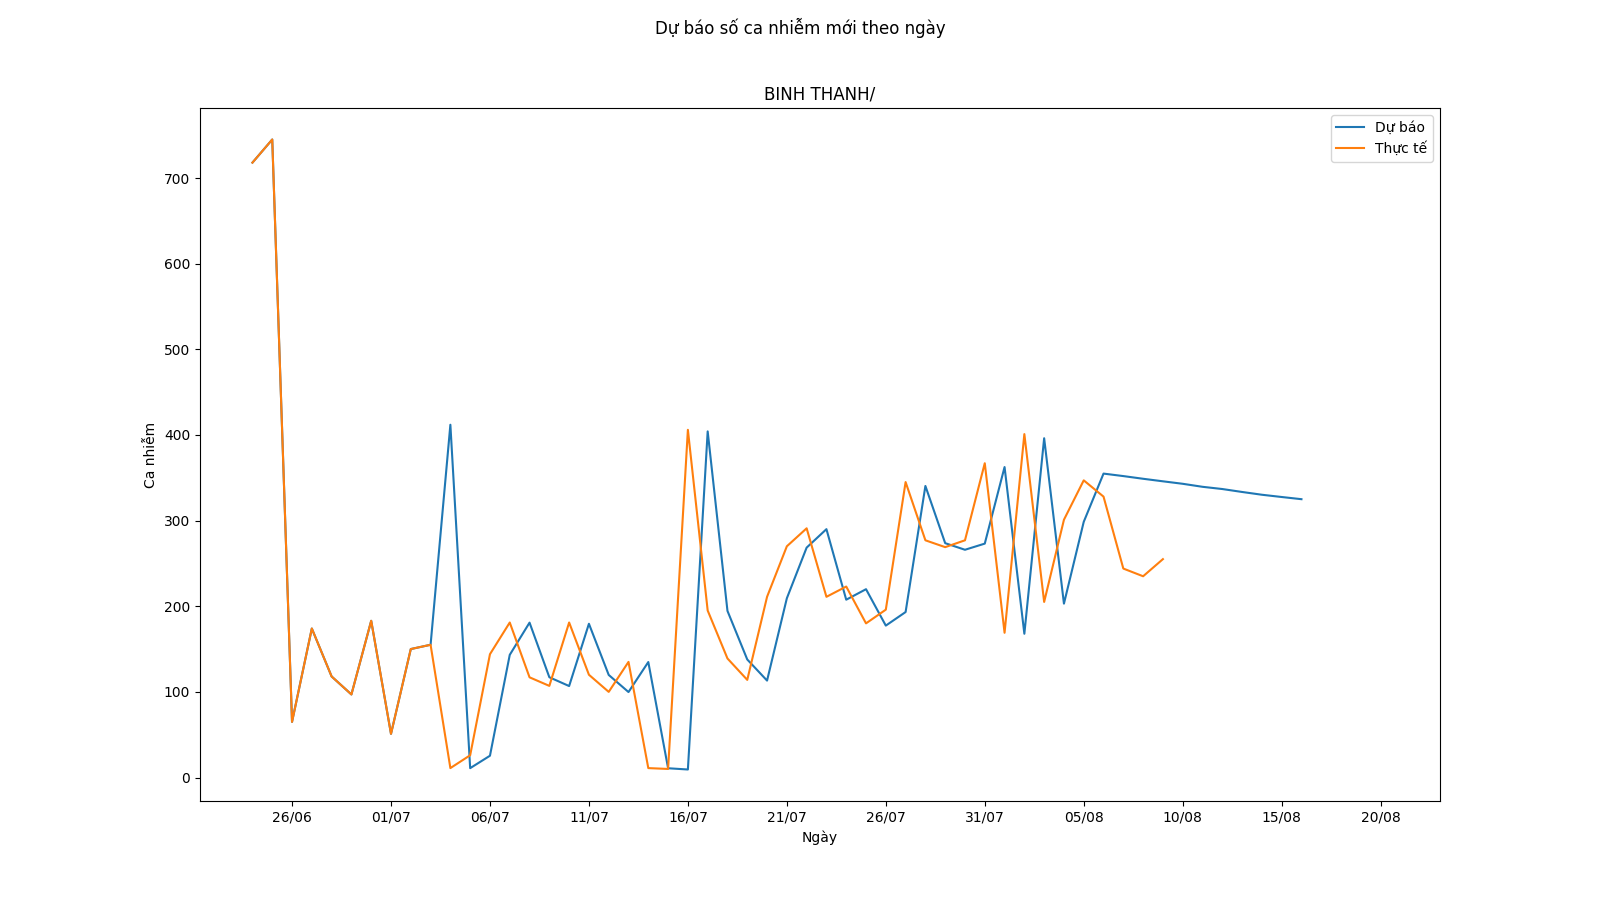 Dự báo số ca nhiễm mới theo ngày
BINH THANH/
Dự báo
Thực tế
700
600
500
400
300
200
100
0
Ca nhiễm
26/06 01/07 06/07 11/07 16/07 21/07 26/07 31/07 05/08 10/08 15/08 20/08
Ngày